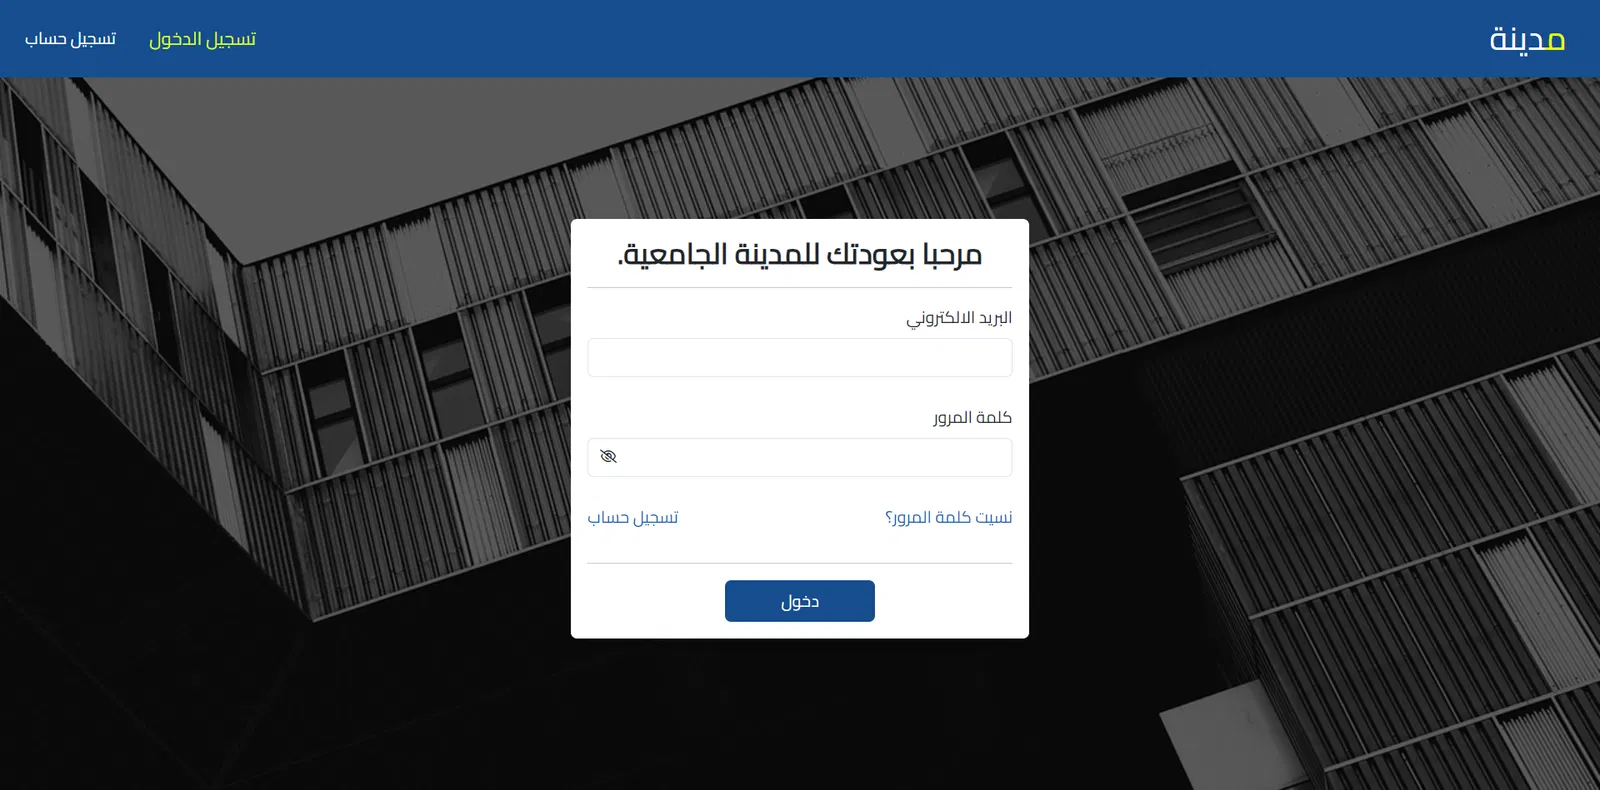 مدينة
تسجيل الدخول
تسجيل حساب
مرحبا بعودتك للمدينة الجامعية.
البريد الالكتروني
كلمة المرور
نسيت كلمة المرور؟
تسجيل حساب
دخول